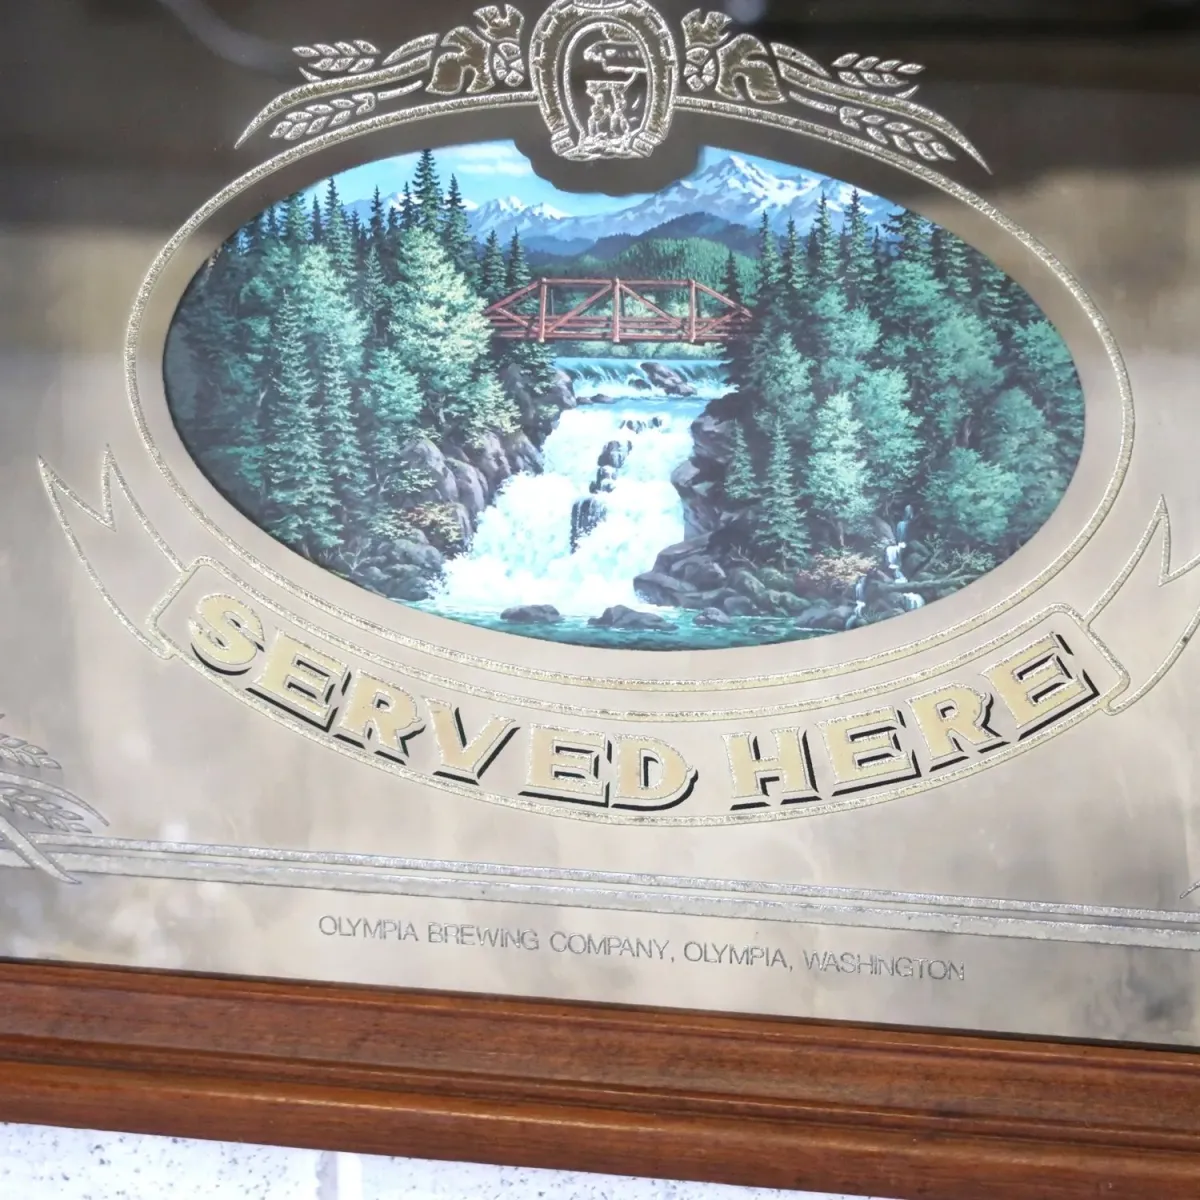 SERVED HERE
OLYMPIA BREWING COMPANY, OLYMPIA, WASHINGTON